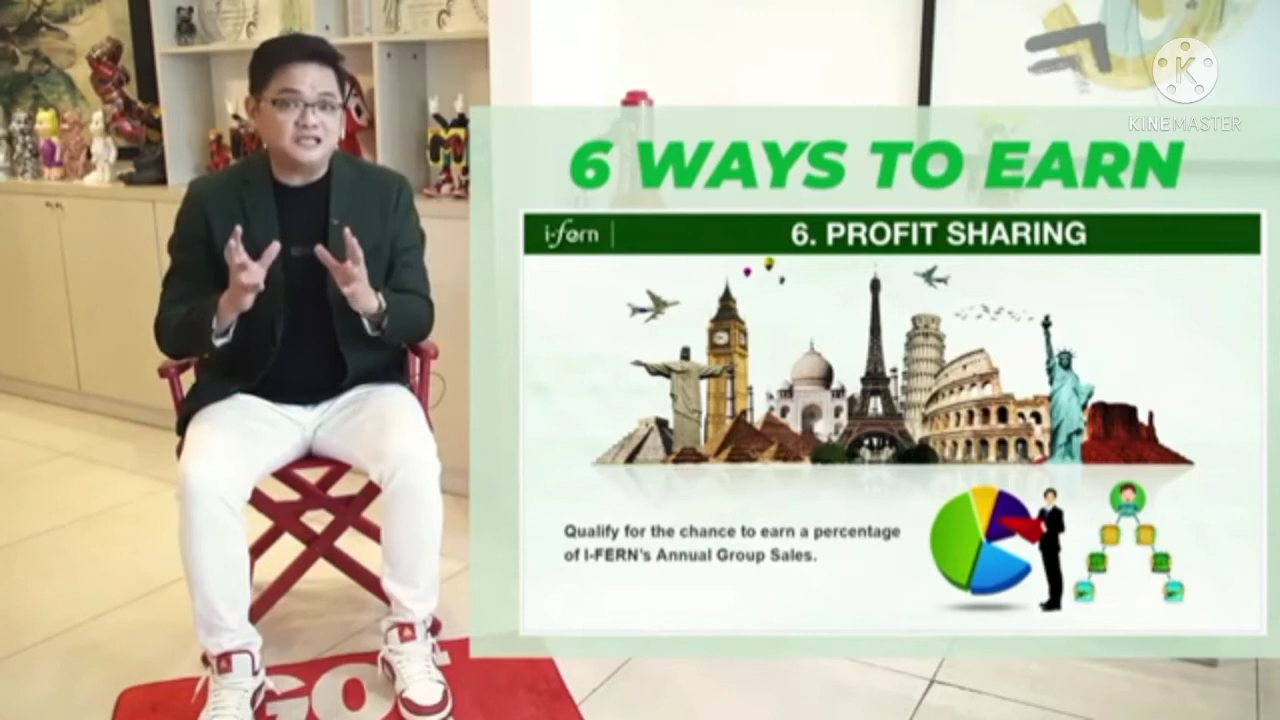 KINEMASTER
6 WAYS TO EARN
i-fern
6. PROFIT SHARING
Qualify for the chance to earn a percentage
of I-FERN's Annual Group Sales.
GO